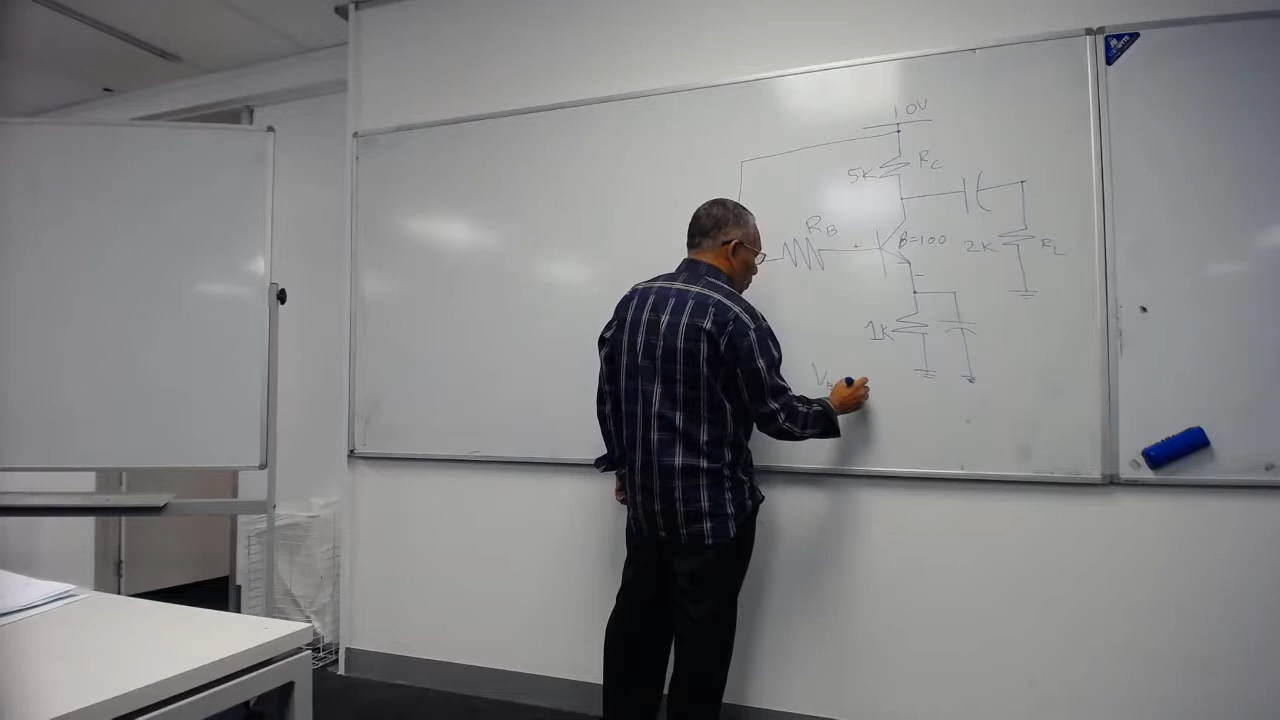 10V
5K RC
RB
β=100
2K RL
1K
V